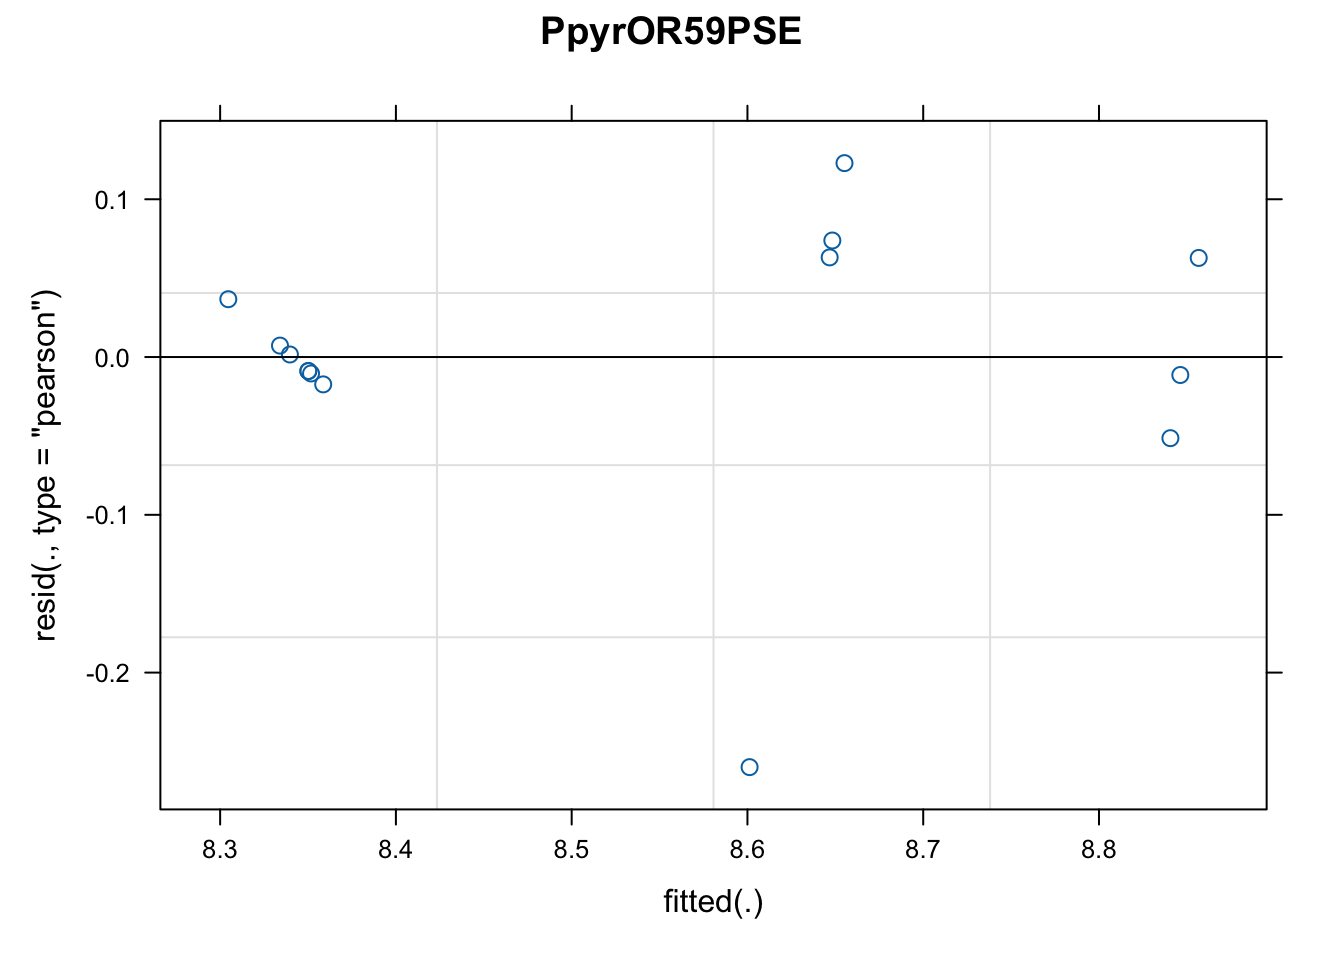 PpyrOR59PSE
0.1
0.0
-0.1
-0.2
resid(., type = "pearson")
8.3 8.4 8.5 8.6 8.7 8.8
fitted(.)